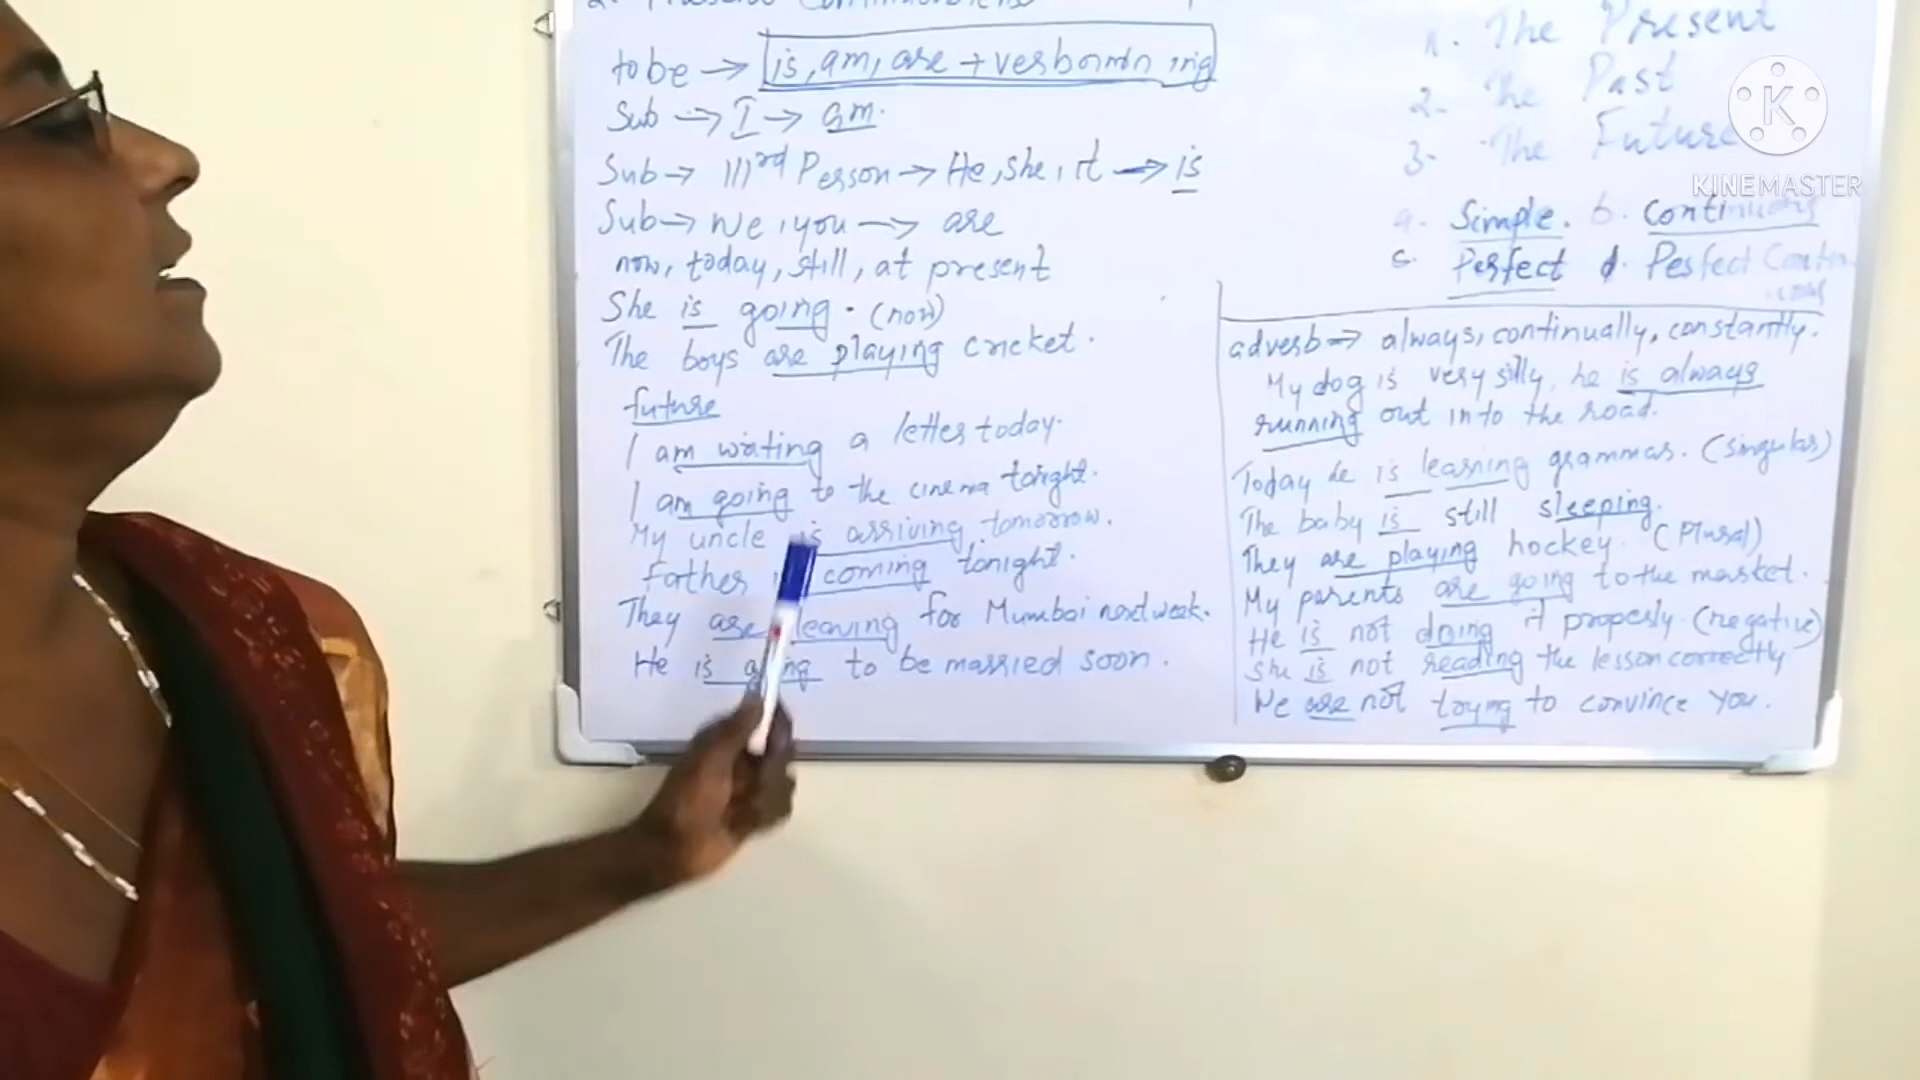 to be → is, am, are + verb ing
Sub → I → am.
Sub → IIIrd Person → He, she, it → is
Sub → We, you → are
now, today, still, at present
She is going. (now)
The boys are playing cricket.
future
I am writing a letter today.
I am going to the cinema tonight.
My uncle is arriving tomorrow.
Father coming tonight.
They are leaving for Mumbai next week.
He is going to be married soon.
1. The Present
2. The Past
3. The Future
KINEMASTER
a. Simple. b. Continuous
c. Perfect d. Perfect Continuous
adverb → always, continually, constantly.
My dog is very silly, he is always
running out into the road.
Today he is learning grammar. (singular)
The baby is still sleeping.
They are playing hockey. (Plural)
My parents are going to the market.
He is not doing it properly. (negative)
She is not reading the lesson correctly
We are not trying to convince you.